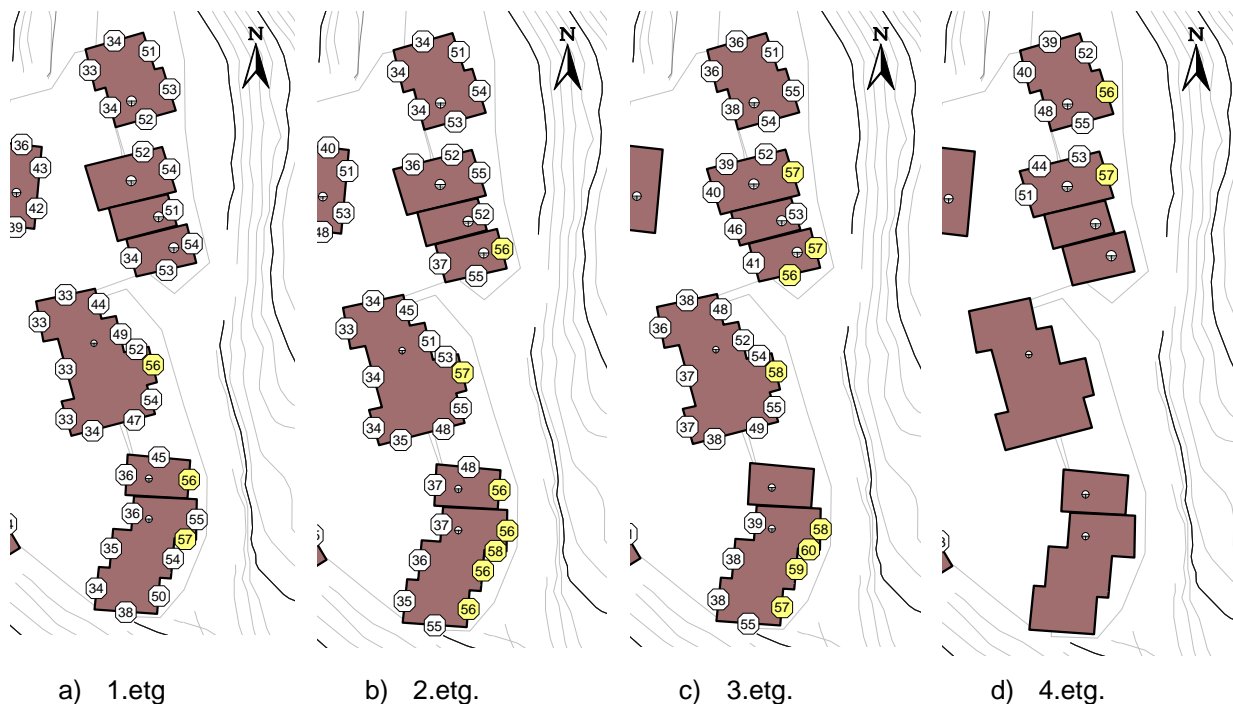 N N N N
34 51 33 53 34 52
36 43 42 39
52 54 51 54 34 53
33 44 33 49 52 56 33 54 33 34 47
45 36 56 36 55 57 35 54 34 50 38
34 51 34 54 34 53
40 51 53 48
36 52 55 52 56 37 55
34 45 33 51 53 57 34 55 34 35 48
48 37 56 37 56 58 36 56 35 56 55
36 51 36 55 38 54
39 52 57 40 53 46 57 41 56
38 48 36 52 54 58 37 55 37 38 49
39 58 60 38 59 38 57 55
39 52 40 56 48 55
44 53 57 51
a) 1.etg b) 2.etg. c) 3.etg. d) 4.etg.